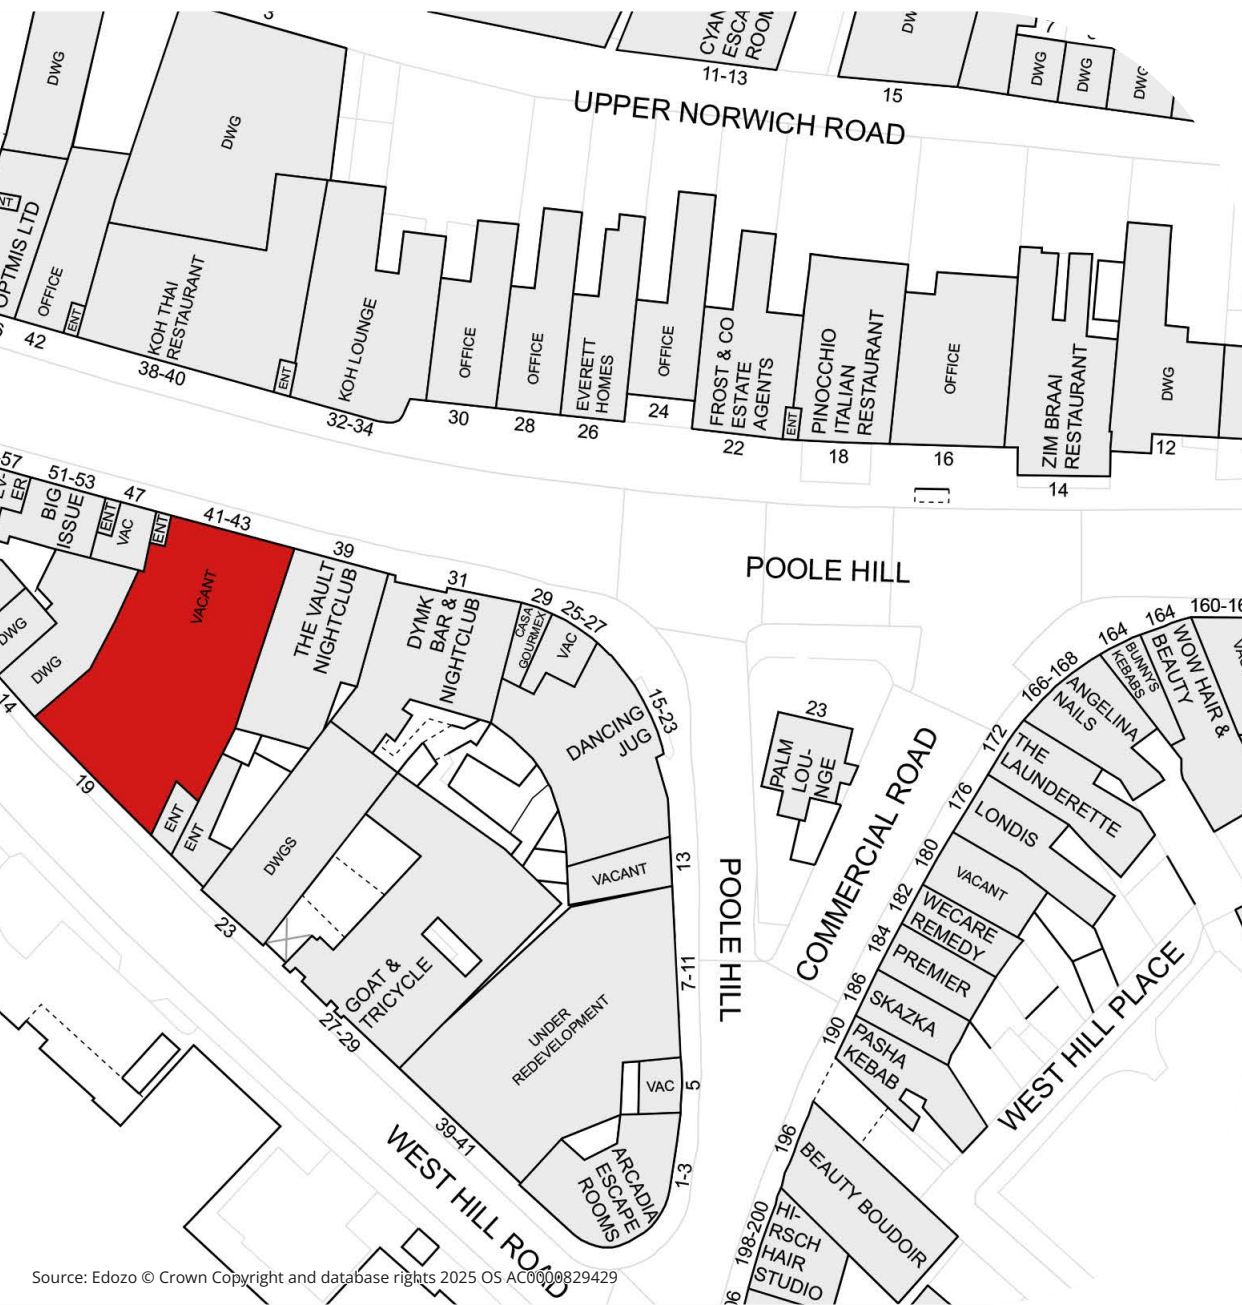 3
CYAN
ESCA
ROOM
11-13
DW
15
7
DWG
DWG
DWG
DWG
DWG
UPPER NORWICH ROAD
OPTMIS LTD
OFFICE
ENT
42
KOH THAI
RESTAURANT
38-40
ENT
KOH LOUNGE
32-34
OFFICE
30
OFFICE
28
EVERETT
HOMES
26
OFFICE
24
FROST & CO
ESTATE
AGENTS
22
ENT
PINOCCHIO
ITALIAN
RESTAURANT
18
OFFICE
16
ZIM BRAAI
RESTAURANT
14
DWG
12
-57
ER
51-53
BIG
ISSUE
ENT
47
VAC
ENT
41-43
VACANT
39
THE VAULT
NIGHTCLUB
31
DYMK
BAR &
NIGHTCLUB
29
CASA
GOURMEX
25-27
VAC
15-23
DANCING
JUG
POOLE HILL
DWG
DWG
14
19
ENT
ENT
DWGS
23
GOAT &
TRICYCLE
27-29
VACANT
13
POOLE HILL
7-11
UNDER
REDEVELOPMENT
VAC
5
39-41
ARCADIA
ESCAPE
ROOMS
1-3
WEST HILL ROAD
23
PALM
LOU-
NGE
COMMERCIAL ROAD
160-16
164
WOW HAIR &
BEAUTY
164
BUNNYS
KEBABS
166-168
ANGELINA
NAILS
172
THE
LAUNDERETTE
176
LONDIS
180
VACANT
182
WECARE
REMEDY
184
PREMIER
186
SKAZKA
190
PASHA
KEBAB
WEST HILL PLACE
196
BEAUTY BOUDOIR
198-200
HI-
RSCH
HAIR
STUDIO
Source: Edozo © Crown Copyright and database rights 2025 OS AC0000829429